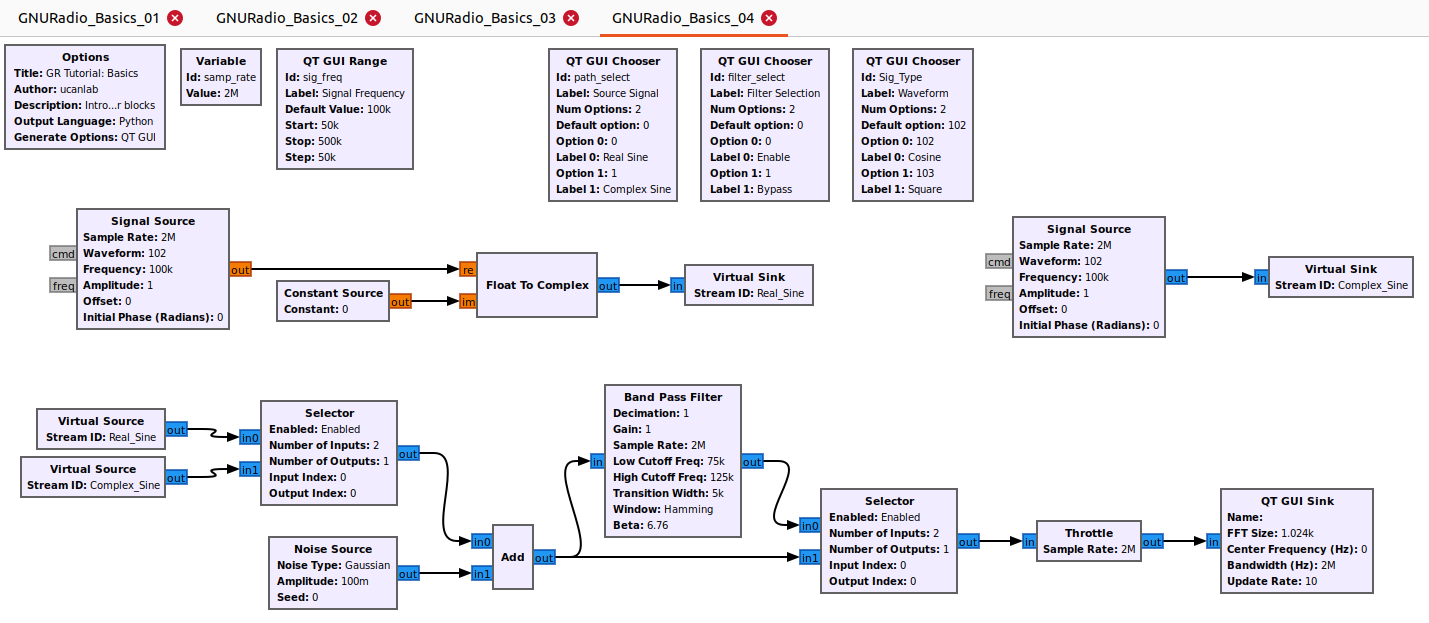 GNURadio_Basics_01
GNURadio_Basics_02
GNURadio_Basics_03
GNURadio_Basics_04
Options
Title: GR Tutorial: Basics
Author: ucanlab
Description: Intro...r blocks
Output Language: Python
Generate Options: QT GUI
Variable
Id: samp_rate
Value: 2M
QT GUI Range
Id: sig_freq
Label: Signal Frequency
Default Value: 100k
Start: 50k
Stop: 500k
Step: 50k
QT GUI Chooser
Id: path_select
Label: Source Signal
Num Options: 2
Default option: 0
Option 0: 0
Label 0: Real Sine
Option 1: 1
Label 1: Complex Sine
QT GUI Chooser
Id: filter_select
Label: Filter Selection
Num Options: 2
Default option: 0
Option 0: 0
Label 0: Enable
Option 1: 1
Label 1: Bypass
QT GUI Chooser
Id: Sig_Type
Label: Waveform
Num Options: 2
Default option: 102
Option 0: 102
Label 0: Cosine
Option 1: 103
Label 1: Square
cmd
freq
Signal Source
Sample Rate: 2M
Waveform: 102
Frequency: 100k
Amplitude: 1
Offset: 0
Initial Phase (Radians): 0
out
Constant Source
Constant: 0
out
re
im
Float To Complex
out
in
Virtual Sink
Stream ID: Real_Sine
cmd
freq
Signal Source
Sample Rate: 2M
Waveform: 102
Frequency: 100k
Amplitude: 1
Offset: 0
Initial Phase (Radians): 0
out
in
Virtual Sink
Stream ID: Complex_Sine
Virtual Source
Stream ID: Real_Sine
out
Virtual Source
Stream ID: Complex_Sine
out
in0
in1
Selector
Enabled: Enabled
Number of Inputs: 2
Number of Outputs: 1
Input Index: 0
Output Index: 0
out
Noise Source
Noise Type: Gaussian
Amplitude: 100m
Seed: 0
out
in0
in1
Add
out
in
Band Pass Filter
Decimation: 1
Gain: 1
Sample Rate: 2M
Low Cutoff Freq: 75k
High Cutoff Freq: 125k
Transition Width: 5k
Window: Hamming
Beta: 6.76
out
in0
in1
Selector
Enabled: Enabled
Number of Inputs: 2
Number of Outputs: 1
Input Index: 0
Output Index: 0
out
in
Throttle
Sample Rate: 2M
out
in
QT GUI Sink
Name:
FFT Size: 1.024k
Center Frequency (Hz): 0
Bandwidth (Hz): 2M
Update Rate: 10